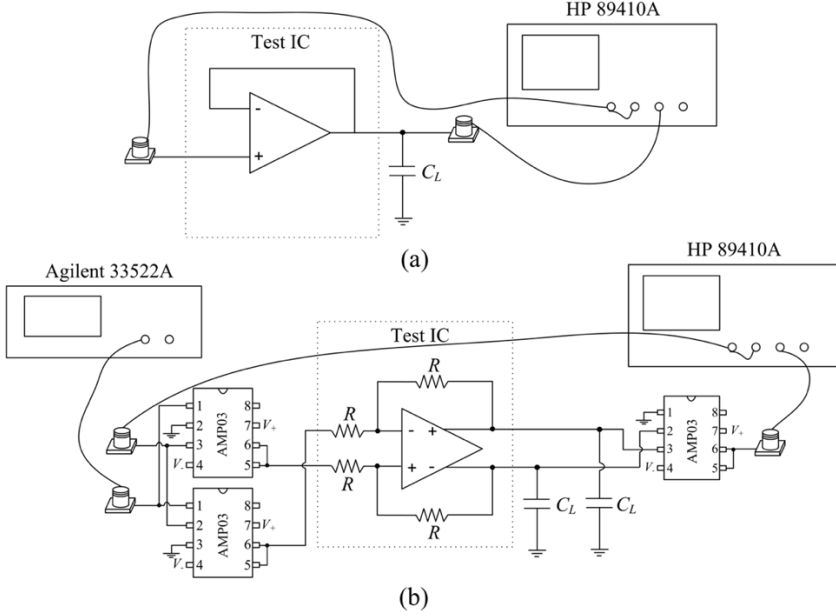 HP 89410A
Test IC
-
+
C_L
(a)
Agilent 33522A
HP 89410A
Test IC
1 8
2 7 V+
3 6
V- 4 5
AMP03
1 8
2 7 V+
3 6
V- 4 5
AMP03
R
R
R
- +
+ -
R
C_L
C_L
1 8
2 7 V+
3 6
V- 4 5
AMP03
(b)